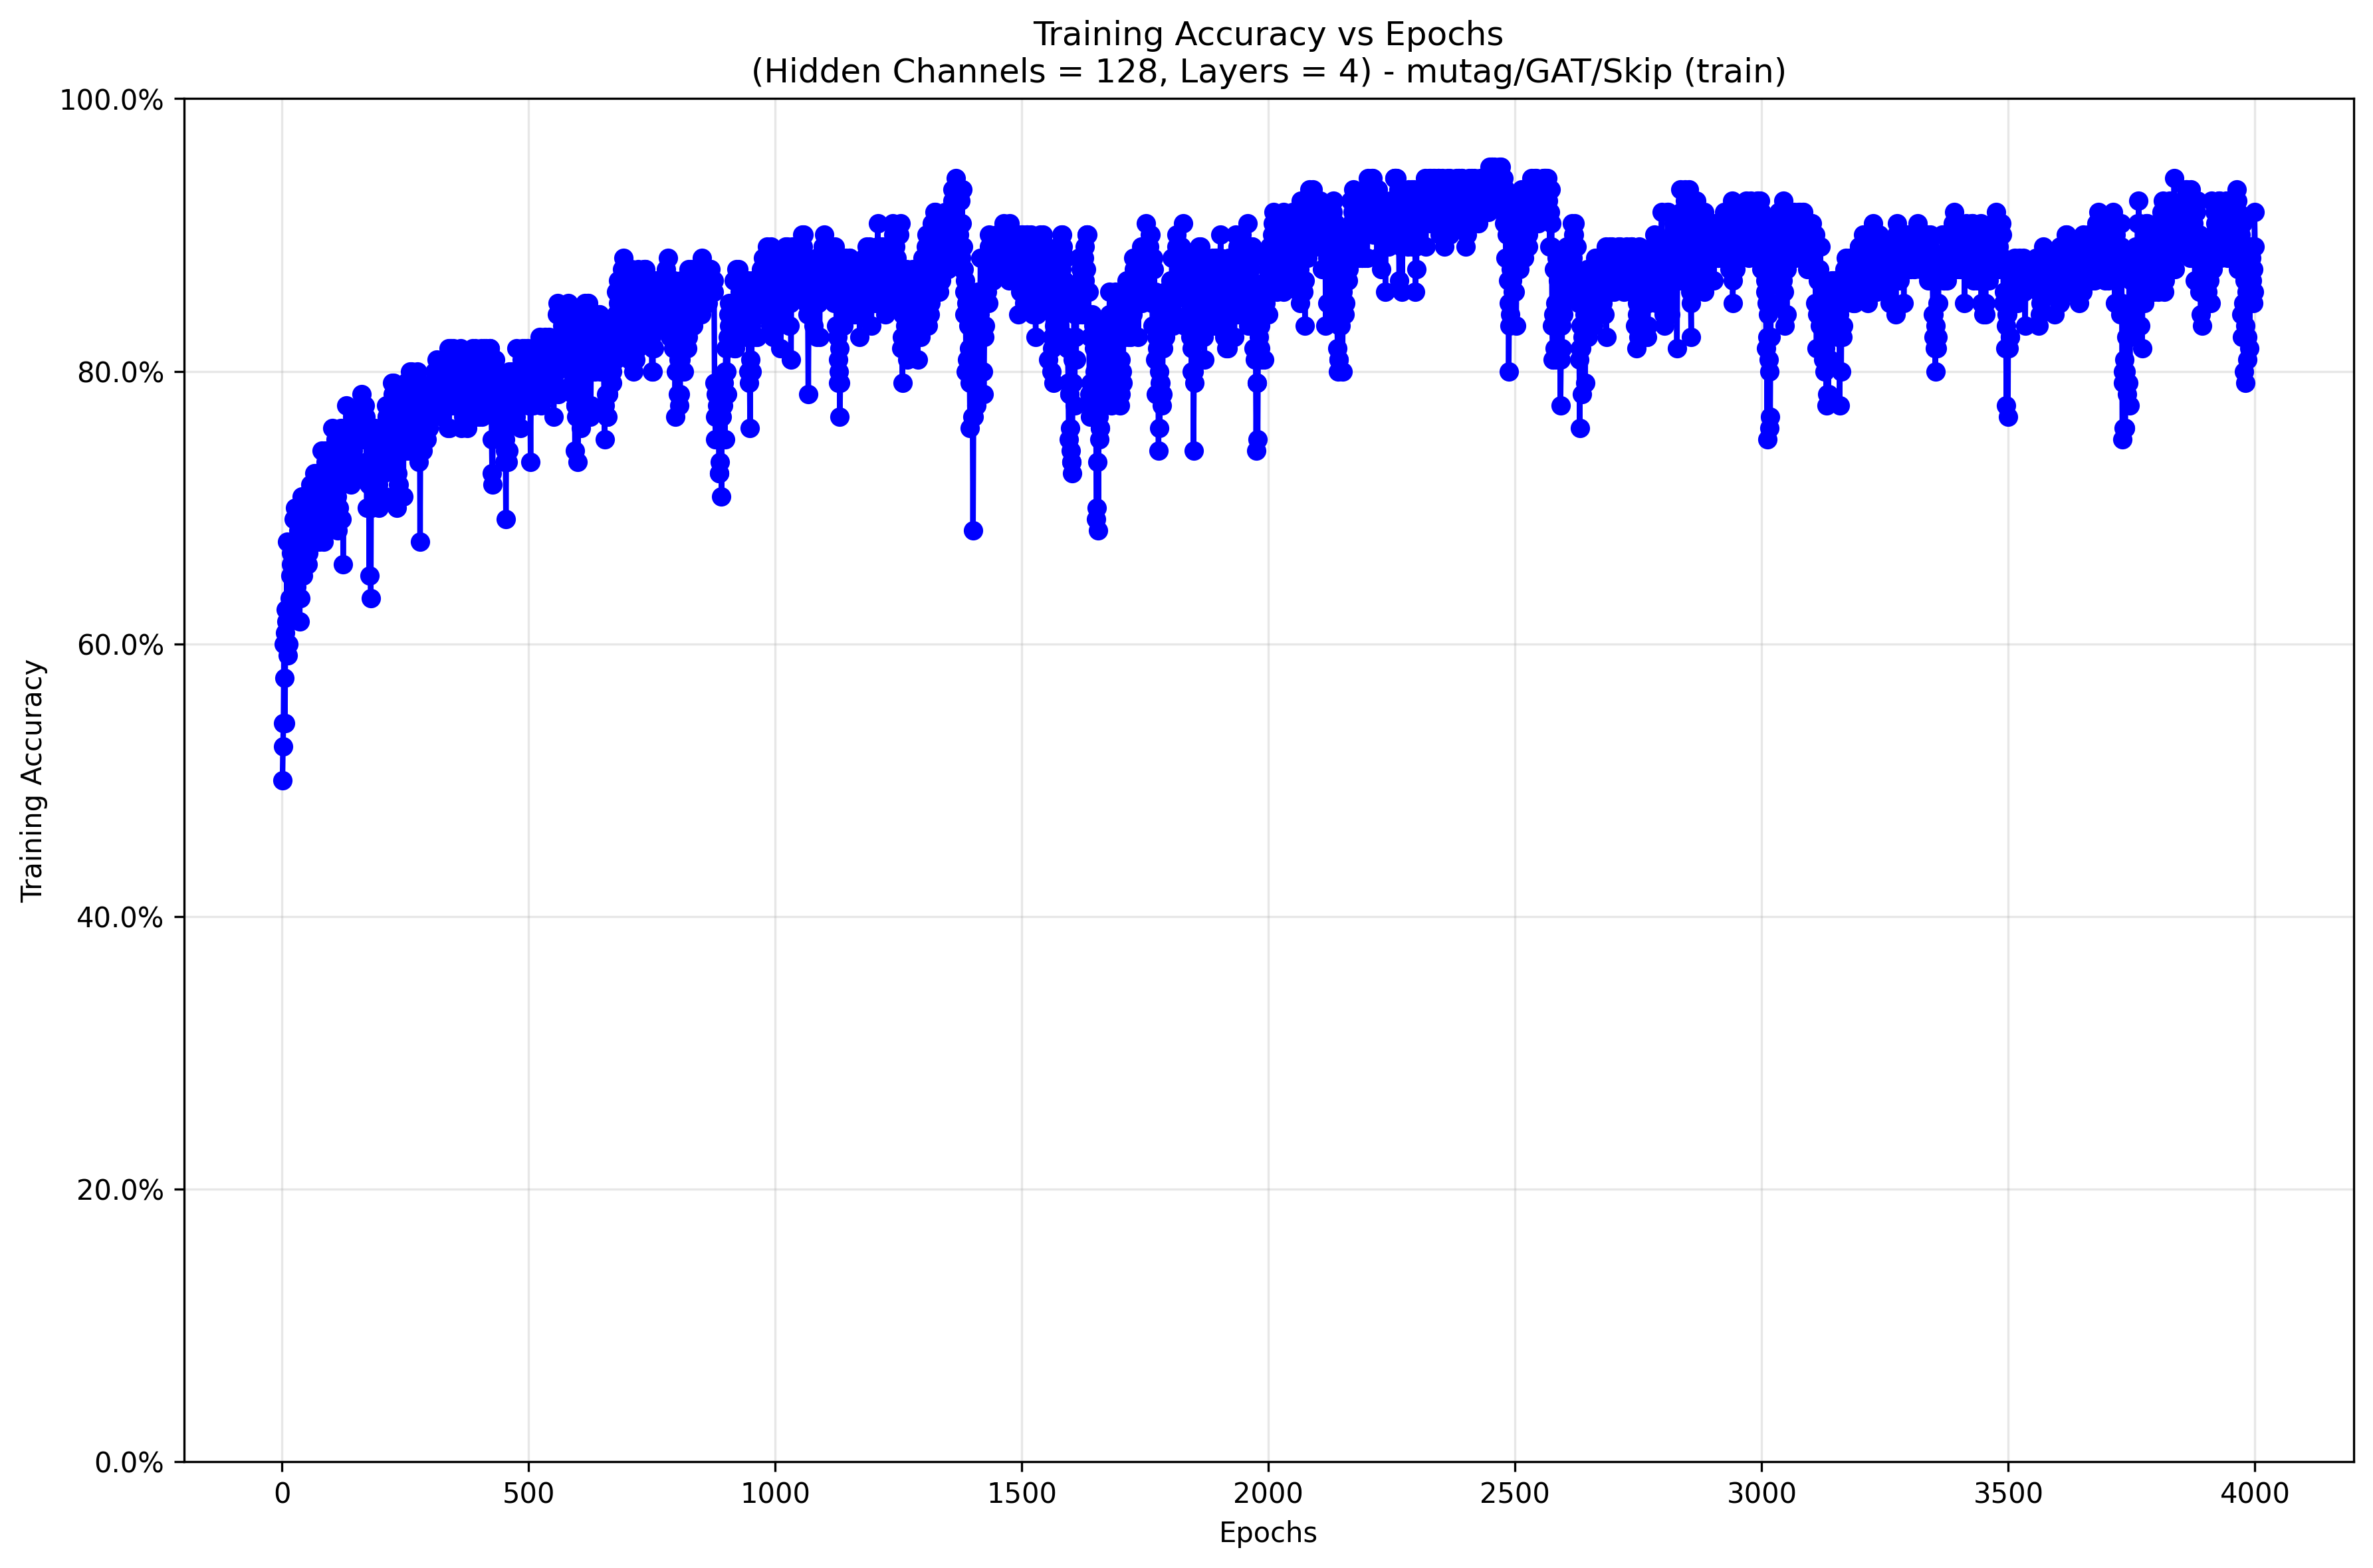 Training Accuracy vs Epochs
(Hidden Channels = 128, Layers = 4) - mutag/GAT/Skip (train)
100.0%
80.0%
60.0%
40.0%
20.0%
0.0%
Training Accuracy
0 500 1000 1500 2000 2500 3000 3500 4000
Epochs